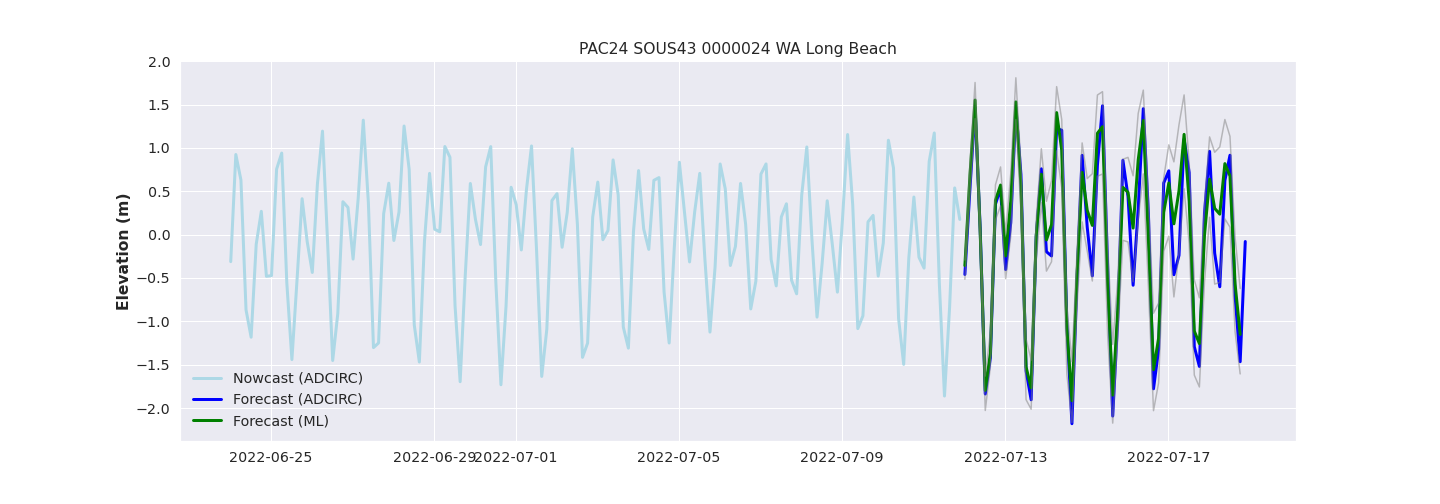 PAC24 SOUS43 0000024 WA Long Beach
Elevation (m)
2.0
1.5
1.0
0.5
0.0
−0.5
−1.0
−1.5
−2.0
Nowcast (ADCIRC)
Forecast (ADCIRC)
Forecast (ML)
2022-06-25 2022-06-29 2022-07-01 2022-07-05 2022-07-09 2022-07-13 2022-07-17